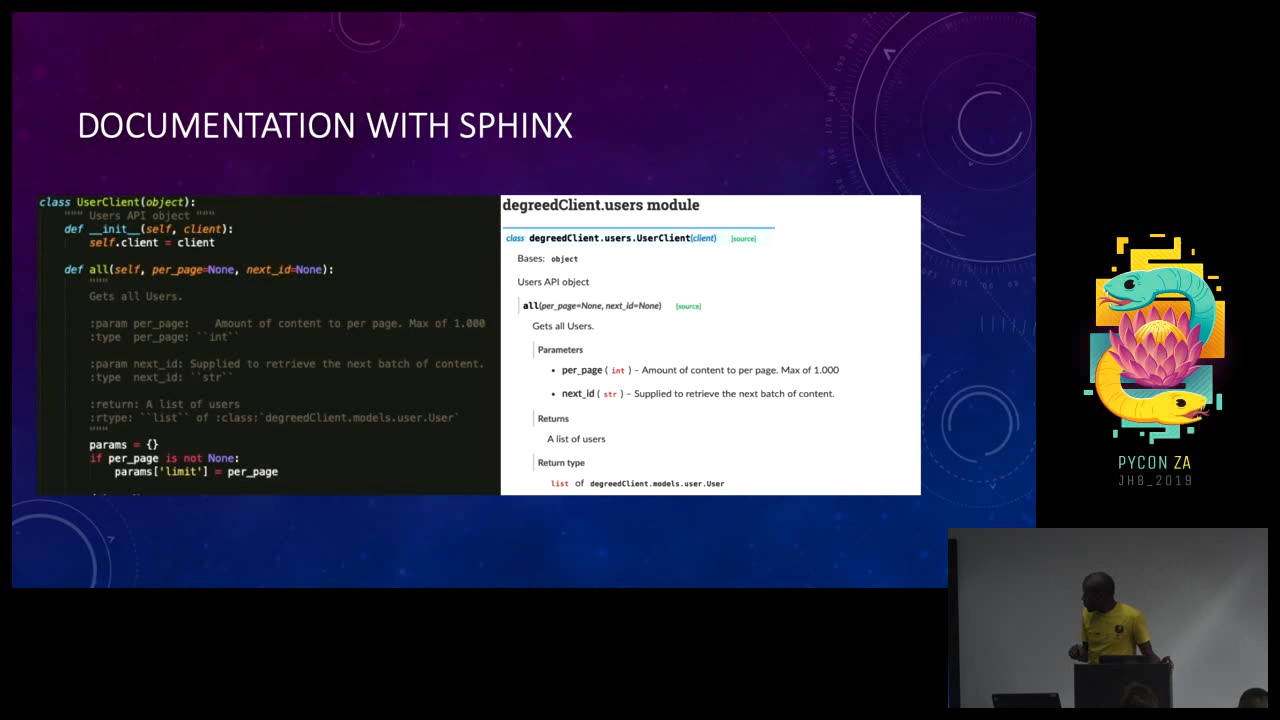 DOCUMENTATION WITH SPHINX
class UserClient(object):
""" Users API object """
def __init__(self, client):
self.client = client
def all(self, per_page=None, next_id=None):
"""
Gets all Users.
:param per_page: Amount of content to per page. Max of 1.000
:type per_page: ``int``
:param next_id: Supplied to retrieve the next batch of content.
:type next_id: ``str``
:return: A list of users
:rtype: ``list`` of :class:`degreedClient.models.user.User`
"""
params = {}
if per_page is not None:
params['limit'] = per_page
degreedClient.users module
class degreedClient.users.UserClient(client) [source]
Bases: object
Users API object
all(per_page=None, next_id=None) [source]
Gets all Users.
Parameters
• per_page ( int ) – Amount of content to per page. Max of 1.000
• next_id ( str ) – Supplied to retrieve the next batch of content.
Returns
A list of users
Return type
list of degreedClient.models.user.User
PYCON ZA
JHB_2019